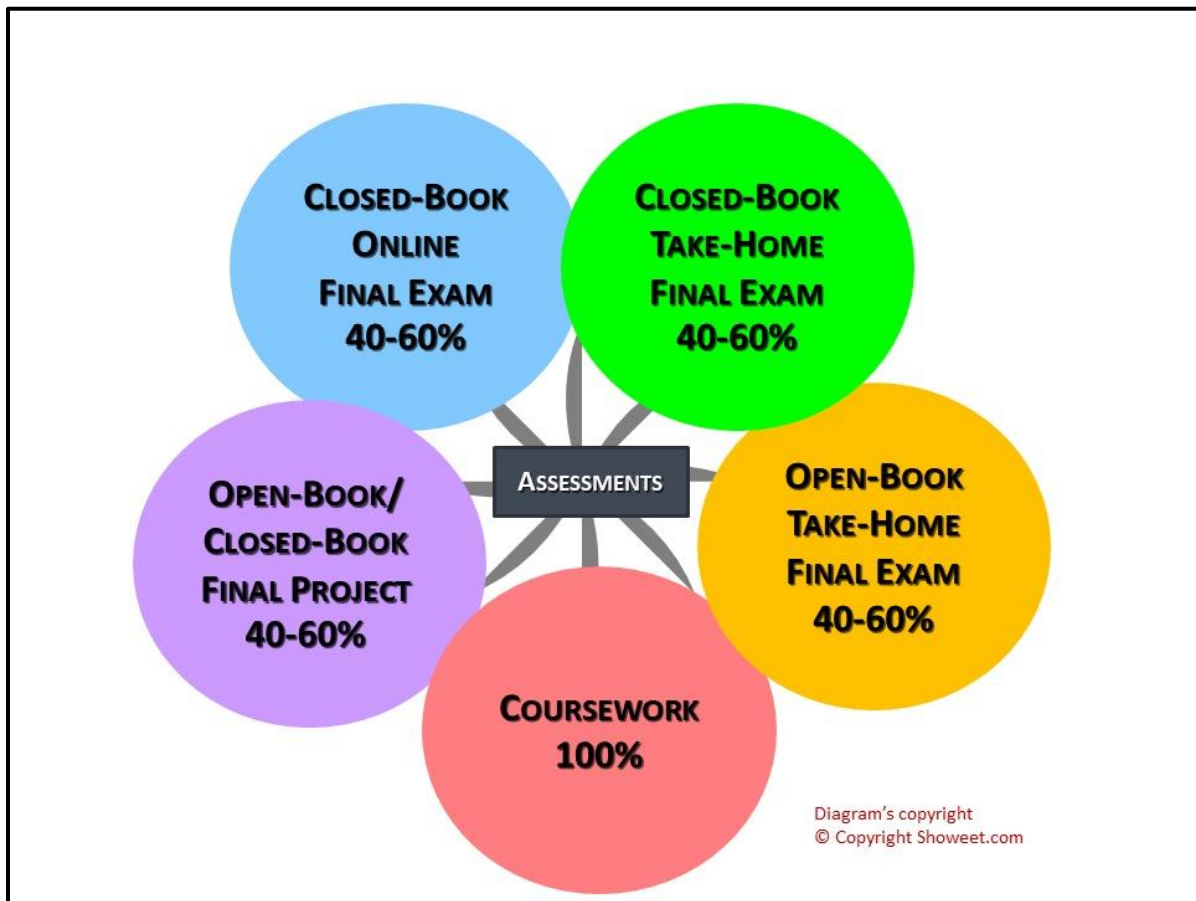 Closed-Book
Online
Final Exam
40-60%
Closed-Book
Take-Home
Final Exam
40-60%
Open-Book/
Closed-Book
Final Project
40-60%
Assessments
Open-Book
Take-Home
Final Exam
40-60%
Coursework
100%
Diagram's copyright
© Copyright Showeet.com